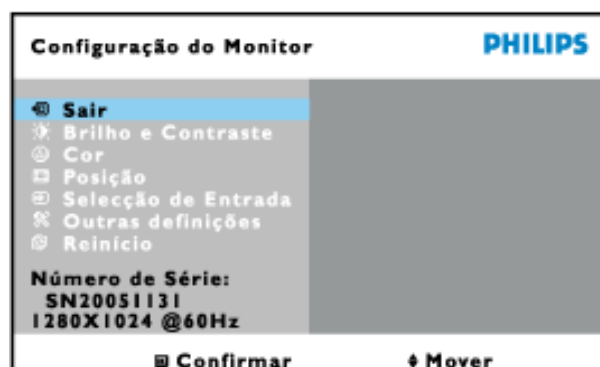 Configuração do Monitor PHILIPS
Sair
Brilho e Contraste
Cor
Posição
Selecção de Entrada
Outras definições
Reinício
Número de Série:
SN20051131
1280X1024 @60Hz
Confirmar Mover